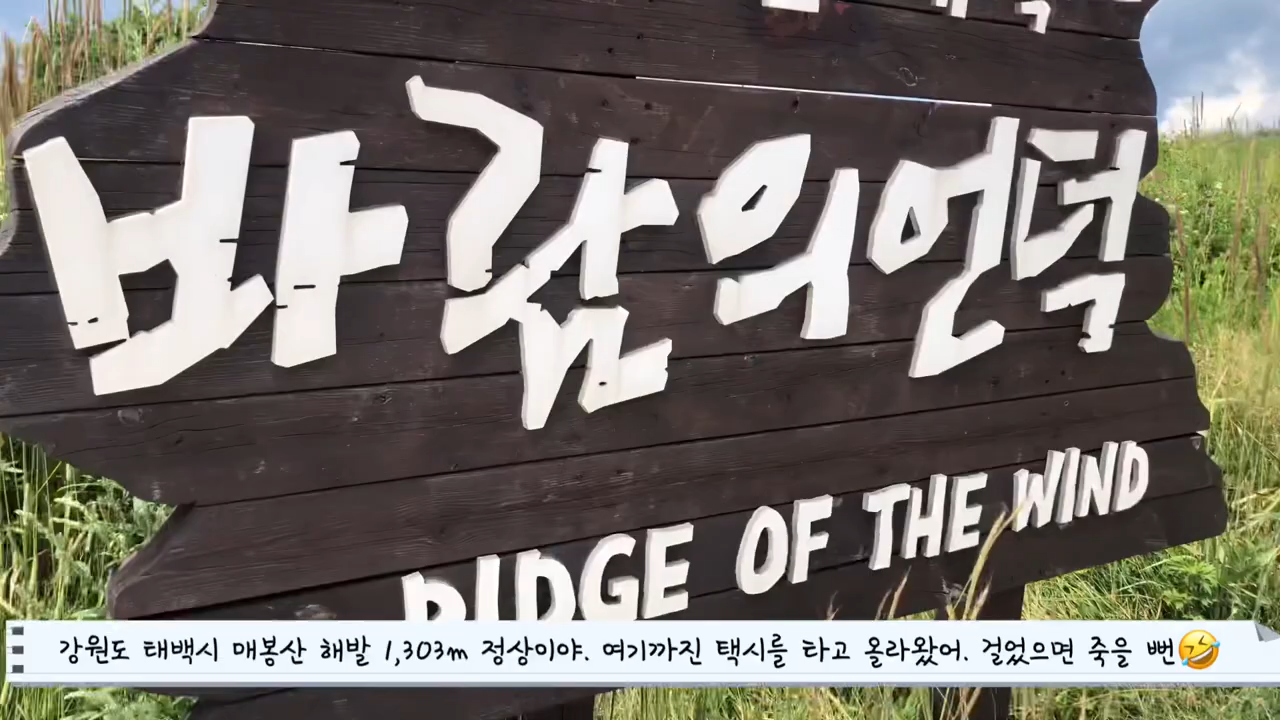 바람의언덕
RIDGE OF THE WIND
강원도 태백시 매봉산 해발 1,303m 정상이야. 여기까진 택시를 타고 올라왔어. 걸었으면 죽을 뻔🤣